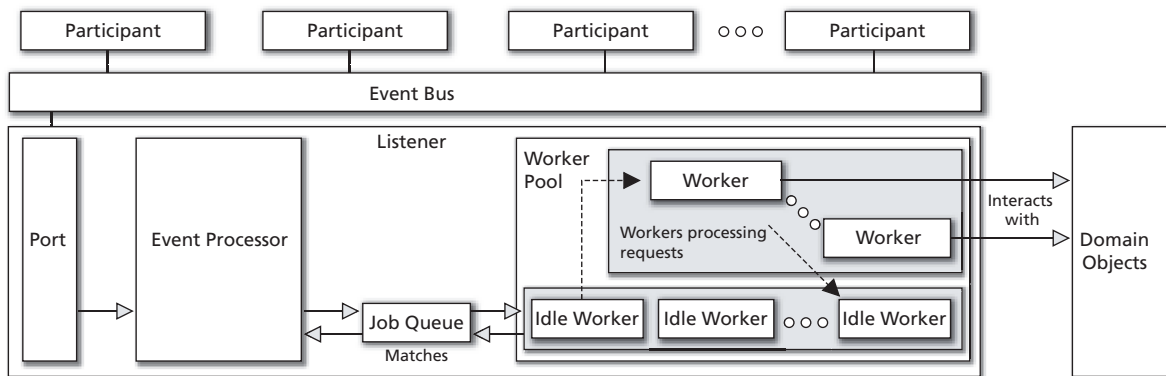 Participant
Participant
Participant
Participant
Event Bus
Listener
Port
Event Processor
Job Queue
Matches
Worker
Pool
Worker
Worker
Workers processing
requests
Idle Worker
Idle Worker
Idle Worker
Interacts
with
Domain
Objects